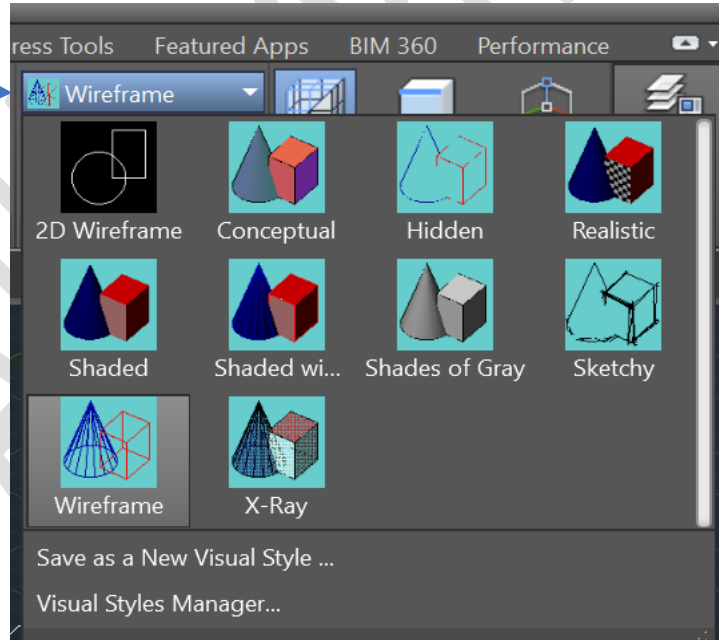 ress Tools Featured Apps BIM 360 Performance
Wireframe
2D Wireframe Conceptual Hidden Realistic
Shaded Shaded wi... Shades of Gray Sketchy
Wireframe X-Ray
Save as a New Visual Style ...
Visual Styles Manager...